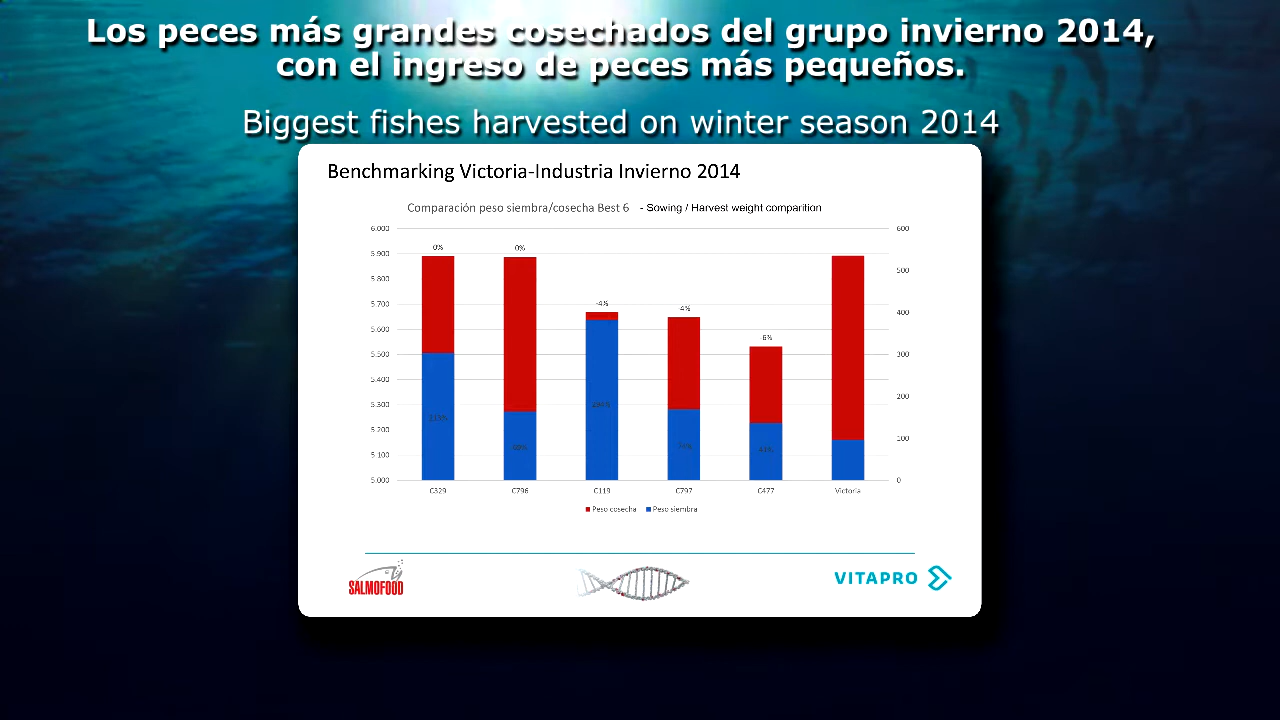 Los peces más grandes cosechados del grupo invierno 2014,
con el ingreso de peces más pequeños.
Biggest fishes harvested on winter season 2014
Benchmarking Victoria-Industria Invierno 2014
Comparación peso siembra/cosecha Best 6 - Sowing / Harvest weight comparition
6.000 600
5.900 500
5.800
5.700 400
5.600
5.500 300
5.400
5.300 200
5.200
5.100 100
5.000 0
0% 0% -4% -4% -6%
C329 C796 C119 C797 C477 Victoria
Peso cosecha Peso siembra
SALMOFOOD
VITAPRO